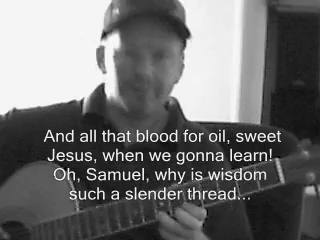 And all that blood for oil, sweet
Jesus, when we gonna learn!
Oh, Samuel, why is wisdom
such a slender thread...